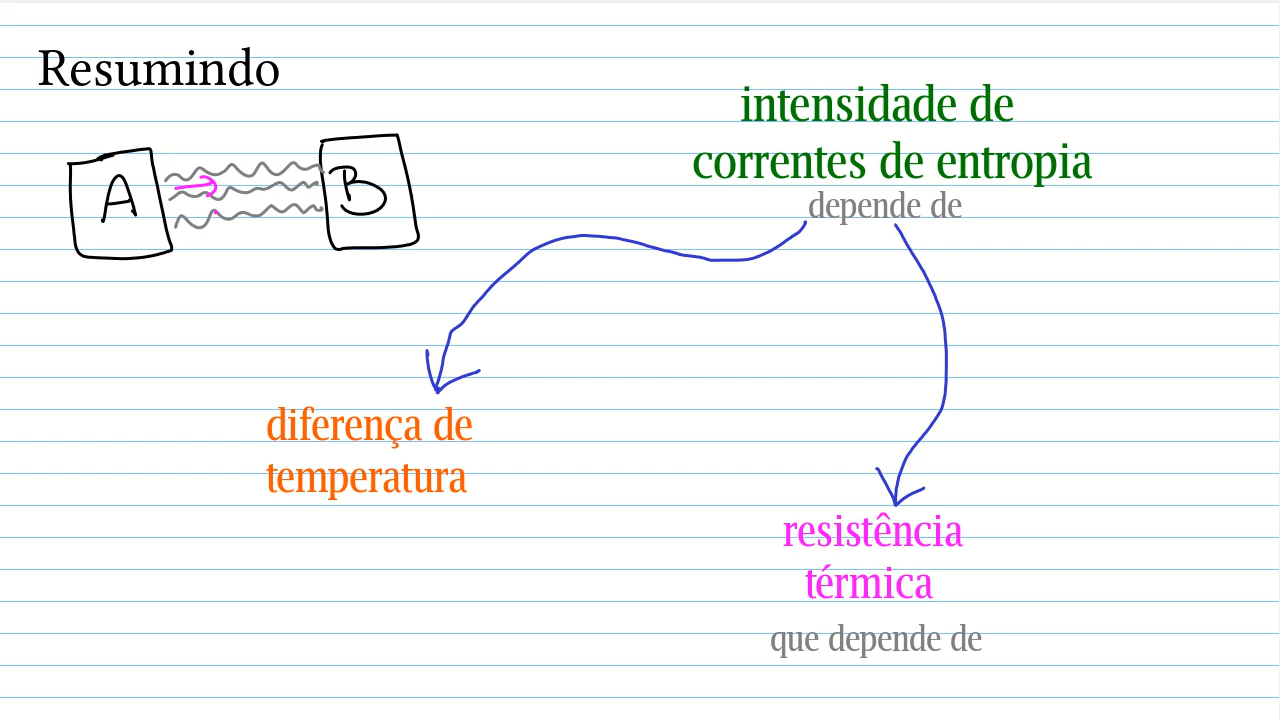 Resumindo
A
B
intensidade de
correntes de entropia
depende de
diferença de
temperatura
resistência
térmica
que depende de